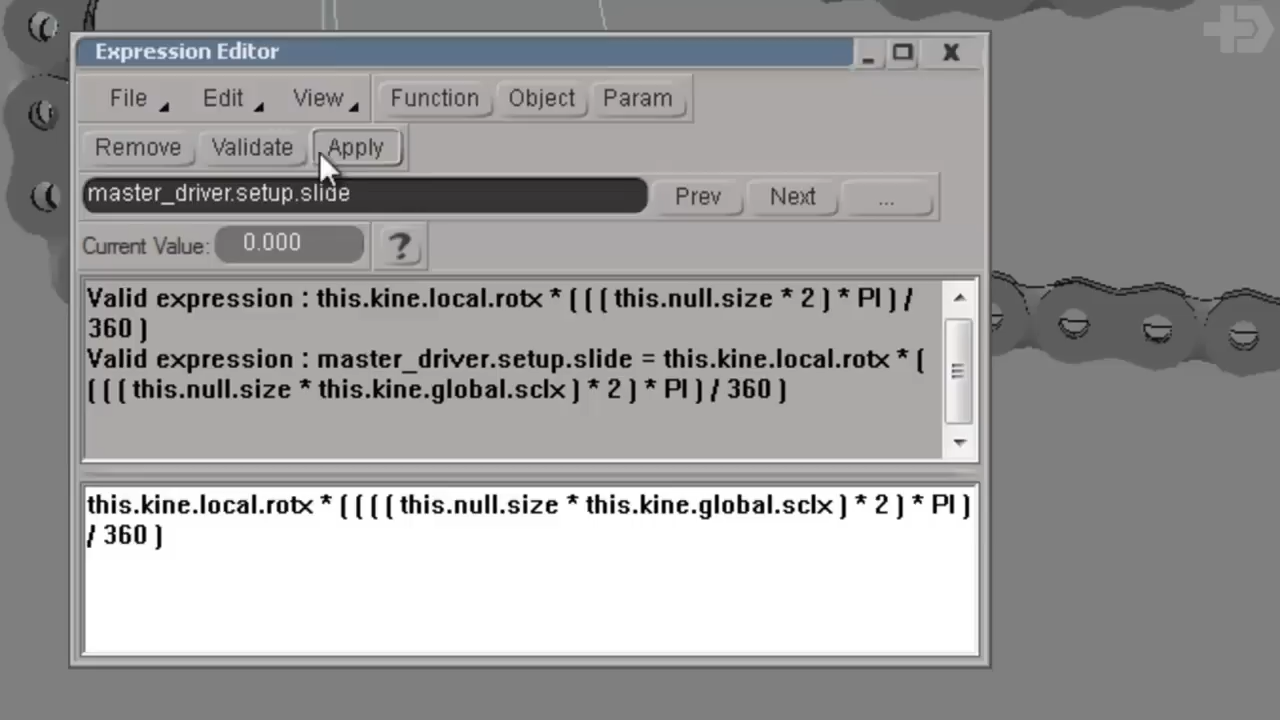 Expression Editor
File Edit View Function Object Param
Remove Validate Apply
master_driver.setup.slide Prev Next ...
Current Value: 0.000 ?
Valid expression : this.kine.local.rotx * ( ( ( this.null.size * 2 ) * PI ) /
360 )
Valid expression : master_driver.setup.slide = this.kine.local.rotx * (
( ( ( this.null.size * this.kine.global.sclx ) * 2 ) * PI ) / 360 )
this.kine.local.rotx * ( ( ( ( this.null.size * this.kine.global.sclx ) * 2 ) * PI )
/ 360 )